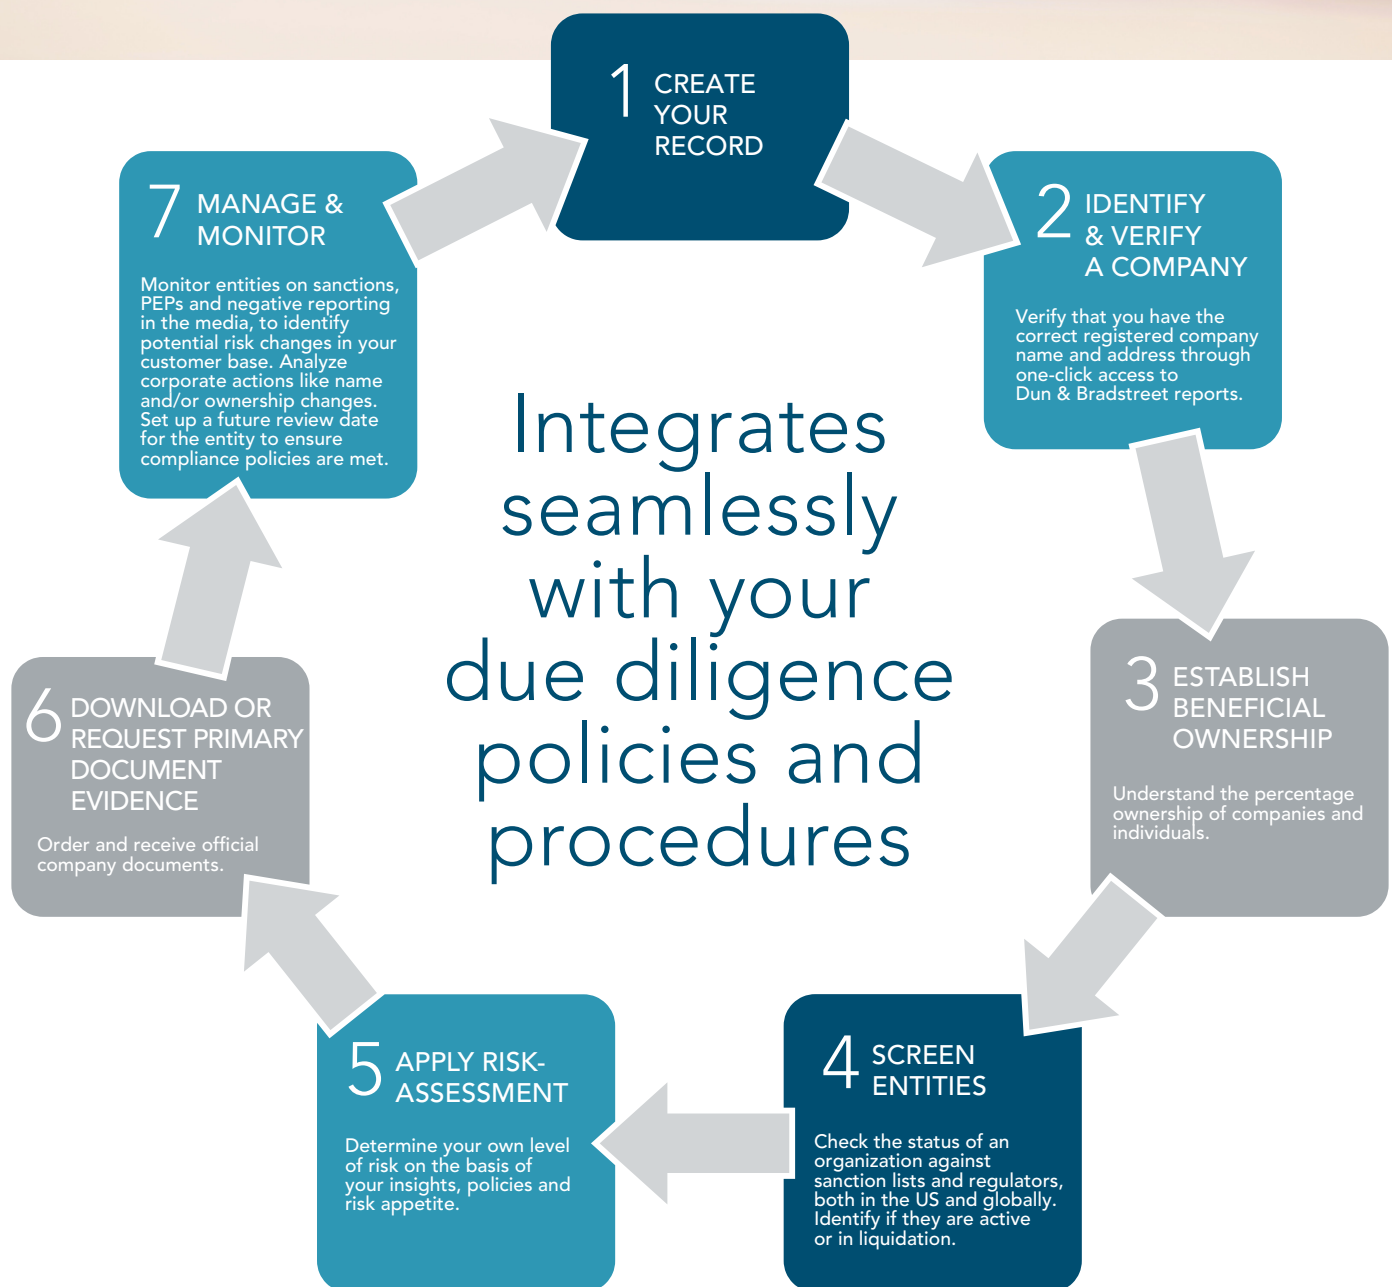 1 CREATE
YOUR
RECORD
2 IDENTIFY
& VERIFY
A COMPANY
Verify that you have the
correct registered company
name and address through
one-click access to
Dun & Bradstreet reports.
3 ESTABLISH
BENEFICIAL
OWNERSHIP
Understand the percentage
ownership of companies and
individuals.
4 SCREEN
ENTITIES
Check the status of an
organization against
sanction lists and regulators,
both in the US and globally.
Identify if they are active
or in liquidation.
5 APPLY RISK-
ASSESSMENT
Determine your own level
of risk on the basis of
your insights, policies and
risk appetite.
6 DOWNLOAD OR
REQUEST PRIMARY
DOCUMENT
EVIDENCE
Order and receive official
company documents.
7 MANAGE &
MONITOR
Monitor entities on sanctions,
PEPs and negative reporting
in the media, to identify
potential risk changes in your
customer base. Analyze
corporate actions like name
and/or ownership changes.
Set up a future review date
for the entity to ensure
compliance policies are met.
Integrates
seamlessly
with your
due diligence
policies and
procedures